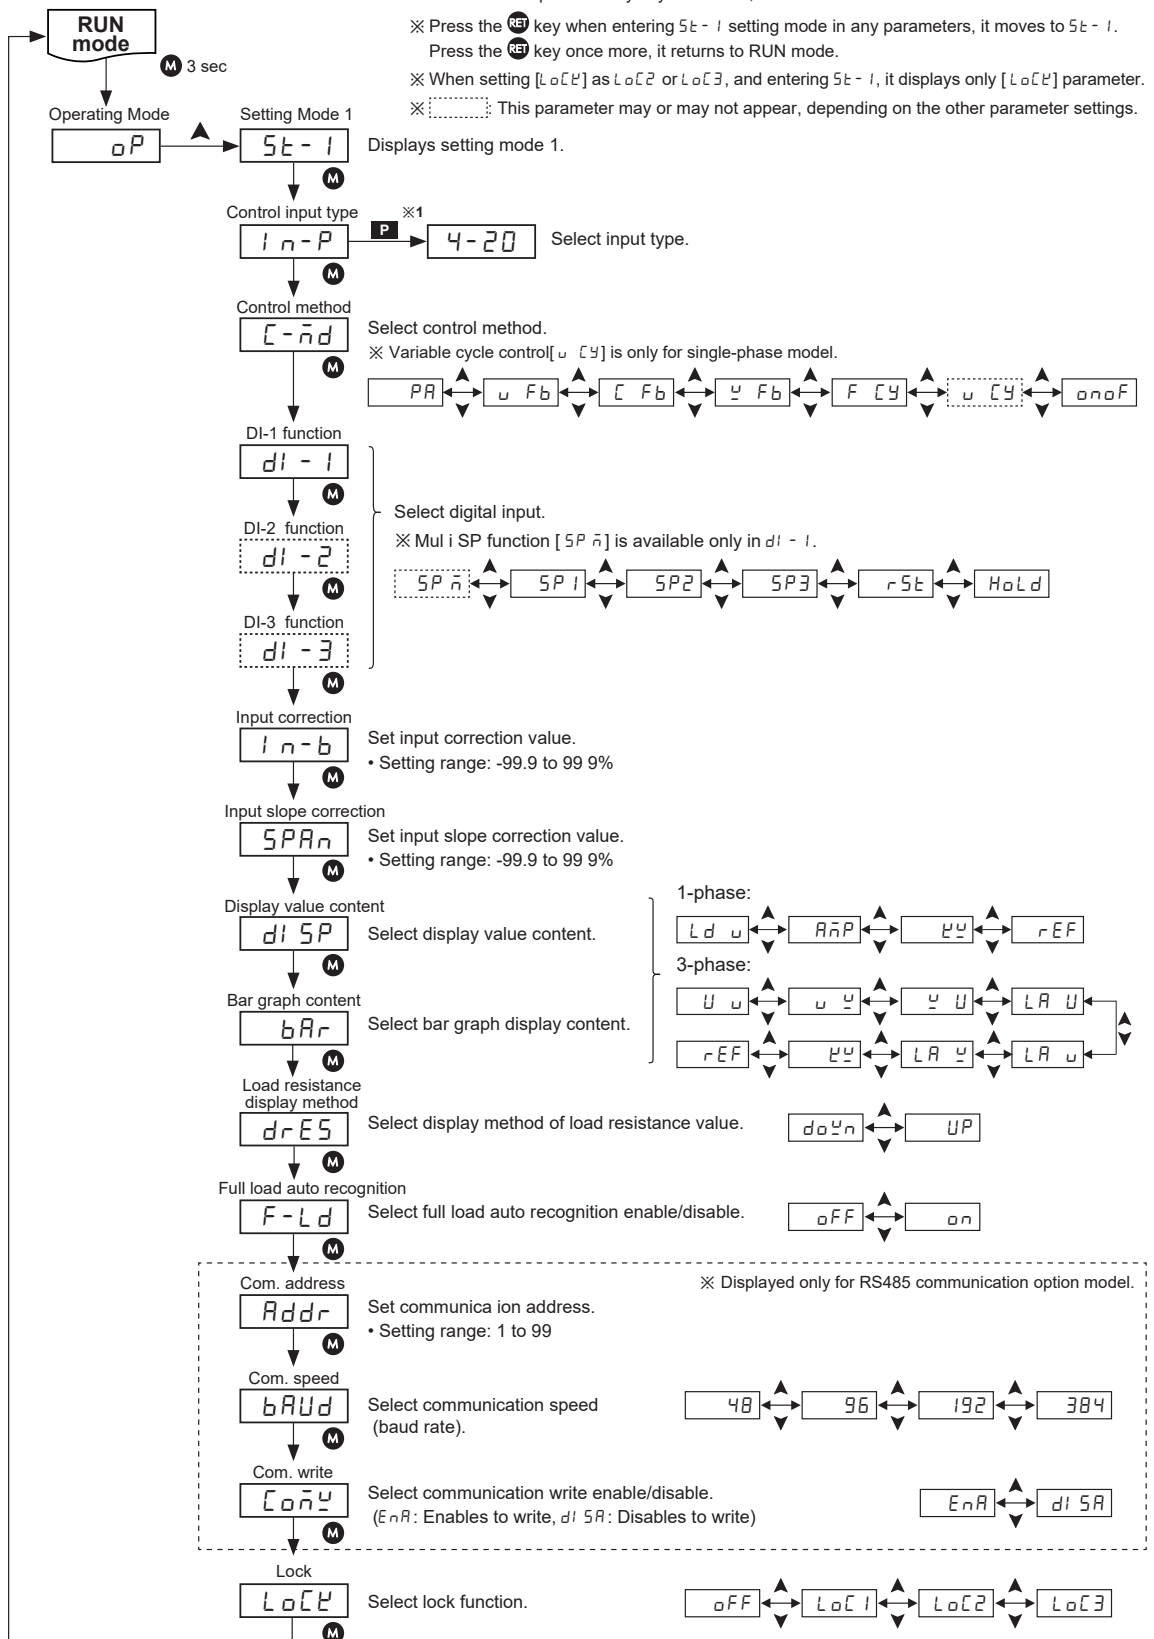 RUN mode
※ Press the RET key when entering St-1 setting mode in any parameters, it moves to St-1.
Press the RET key once more, it returns to RUN mode.
M 3 sec
※ When setting [LoCK] as LoC2 or LoC3, and entering St-1, it displays only [LoCK] parameter.
※ : This parameter may or may not appear, depending on the other parameter settings.
Operating Mode
oP
Setting Mode 1
St-1
Displays setting mode 1.
M
Control input type
In-P
P
※1
4-20
Select input type.
M
Control method
C-md
Select control method.
※ Variable cycle control[v CY] is only for single-phase model.
M
PA v Fb C Fb W Fb F CY v CY onoF
DI-1 function
dI-1
M
Select digital input.
DI-2 function
dI-2
※ Mul i SP function [SP m] is available only in dI-1.
M
SP m SP1 SP2 SP3 rSt HoLd
DI-3 function
dI-3
M
Input correction
In-b
Set input correction value.
• Setting range: -99.9 to 99 9%
M
Input slope correction
SPAn
Set input slope correction value.
• Setting range: -99.9 to 99 9%
M
Display value content
dISP
Select display value content.
M
1-phase:
Ld v AmP KW rEF
3-phase:
U v v W W U LA U
rEF KW LA W LA v
Bar graph content
bAr
Select bar graph display content.
M
Load resistance
display method
drES
Select display method of load resistance value.
doWn UP
M
Full load auto recognition
F-Ld
Select full load auto recognition enable/disable.
oFF on
M
※ Displayed only for RS485 communication option model.
Com. address
Addr
Set communica ion address.
• Setting range: 1 to 99
M
Com. speed
bAUd
Select communication speed
(baud rate).
48 96 192 384
M
Com. write
ComW
Select communication write enable/disable.
(EnA: Enables to write, dISA: Disables to write)
EnA dISA
M
Lock
LoCK
Select lock function.
oFF LoC1 LoC2 LoC3
M